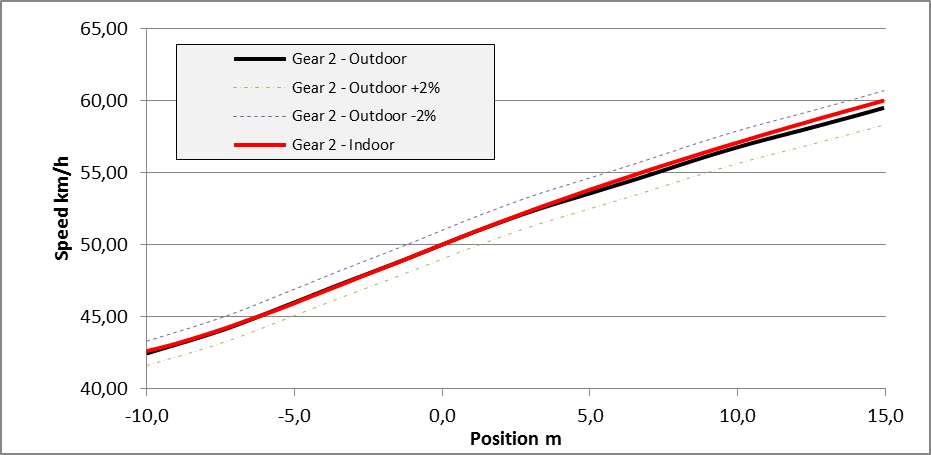 65,00
60,00
55,00
50,00
45,00
40,00
Speed km/h
Gear 2 - Outdoor
Gear 2 - Outdoor +2%
Gear 2 - Outdoor -2%
Gear 2 - Indoor
-10,0 -5,0 0,0 5,0 10,0 15,0
Position m